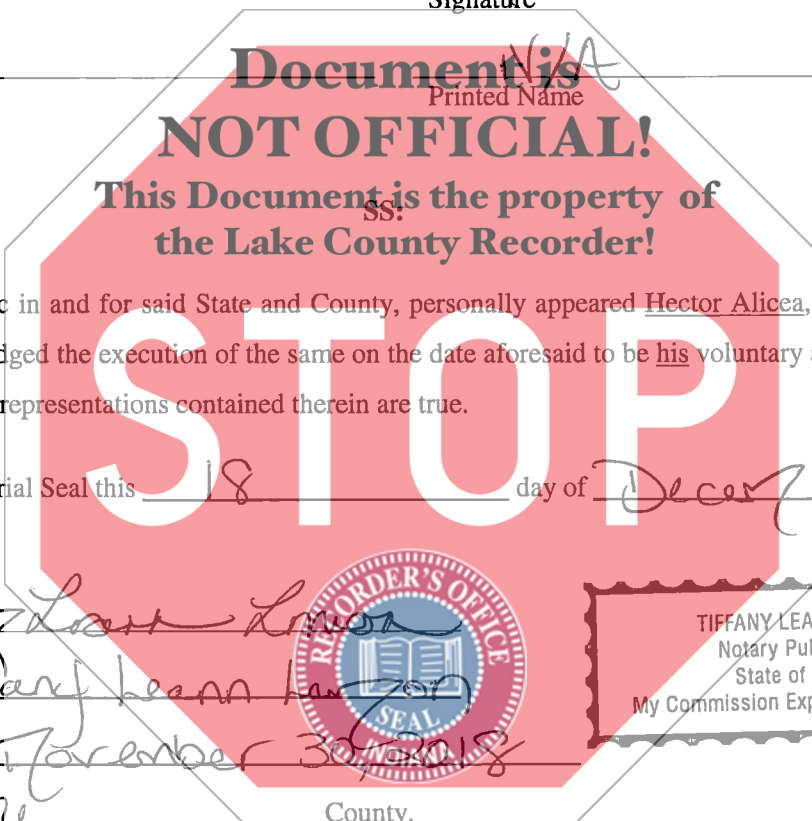 Signature
N/A
Document is
Printed Name
NOT OFFICIAL!
This Document is the property of
SS:
the Lake County Recorder!
c in and for said State and County, personally appeared Hector Alicea,
dged the execution of the same on the date aforesaid to be his voluntary
representations contained therein are true.
STOP
rial Seal this 18 day of Decem
RECORDER'S OFFICE
SEAL
INDIANA
TIFFANY LEA
Notary Pul
State of
My Commission Exp
Leann
November 30, 2018
County,